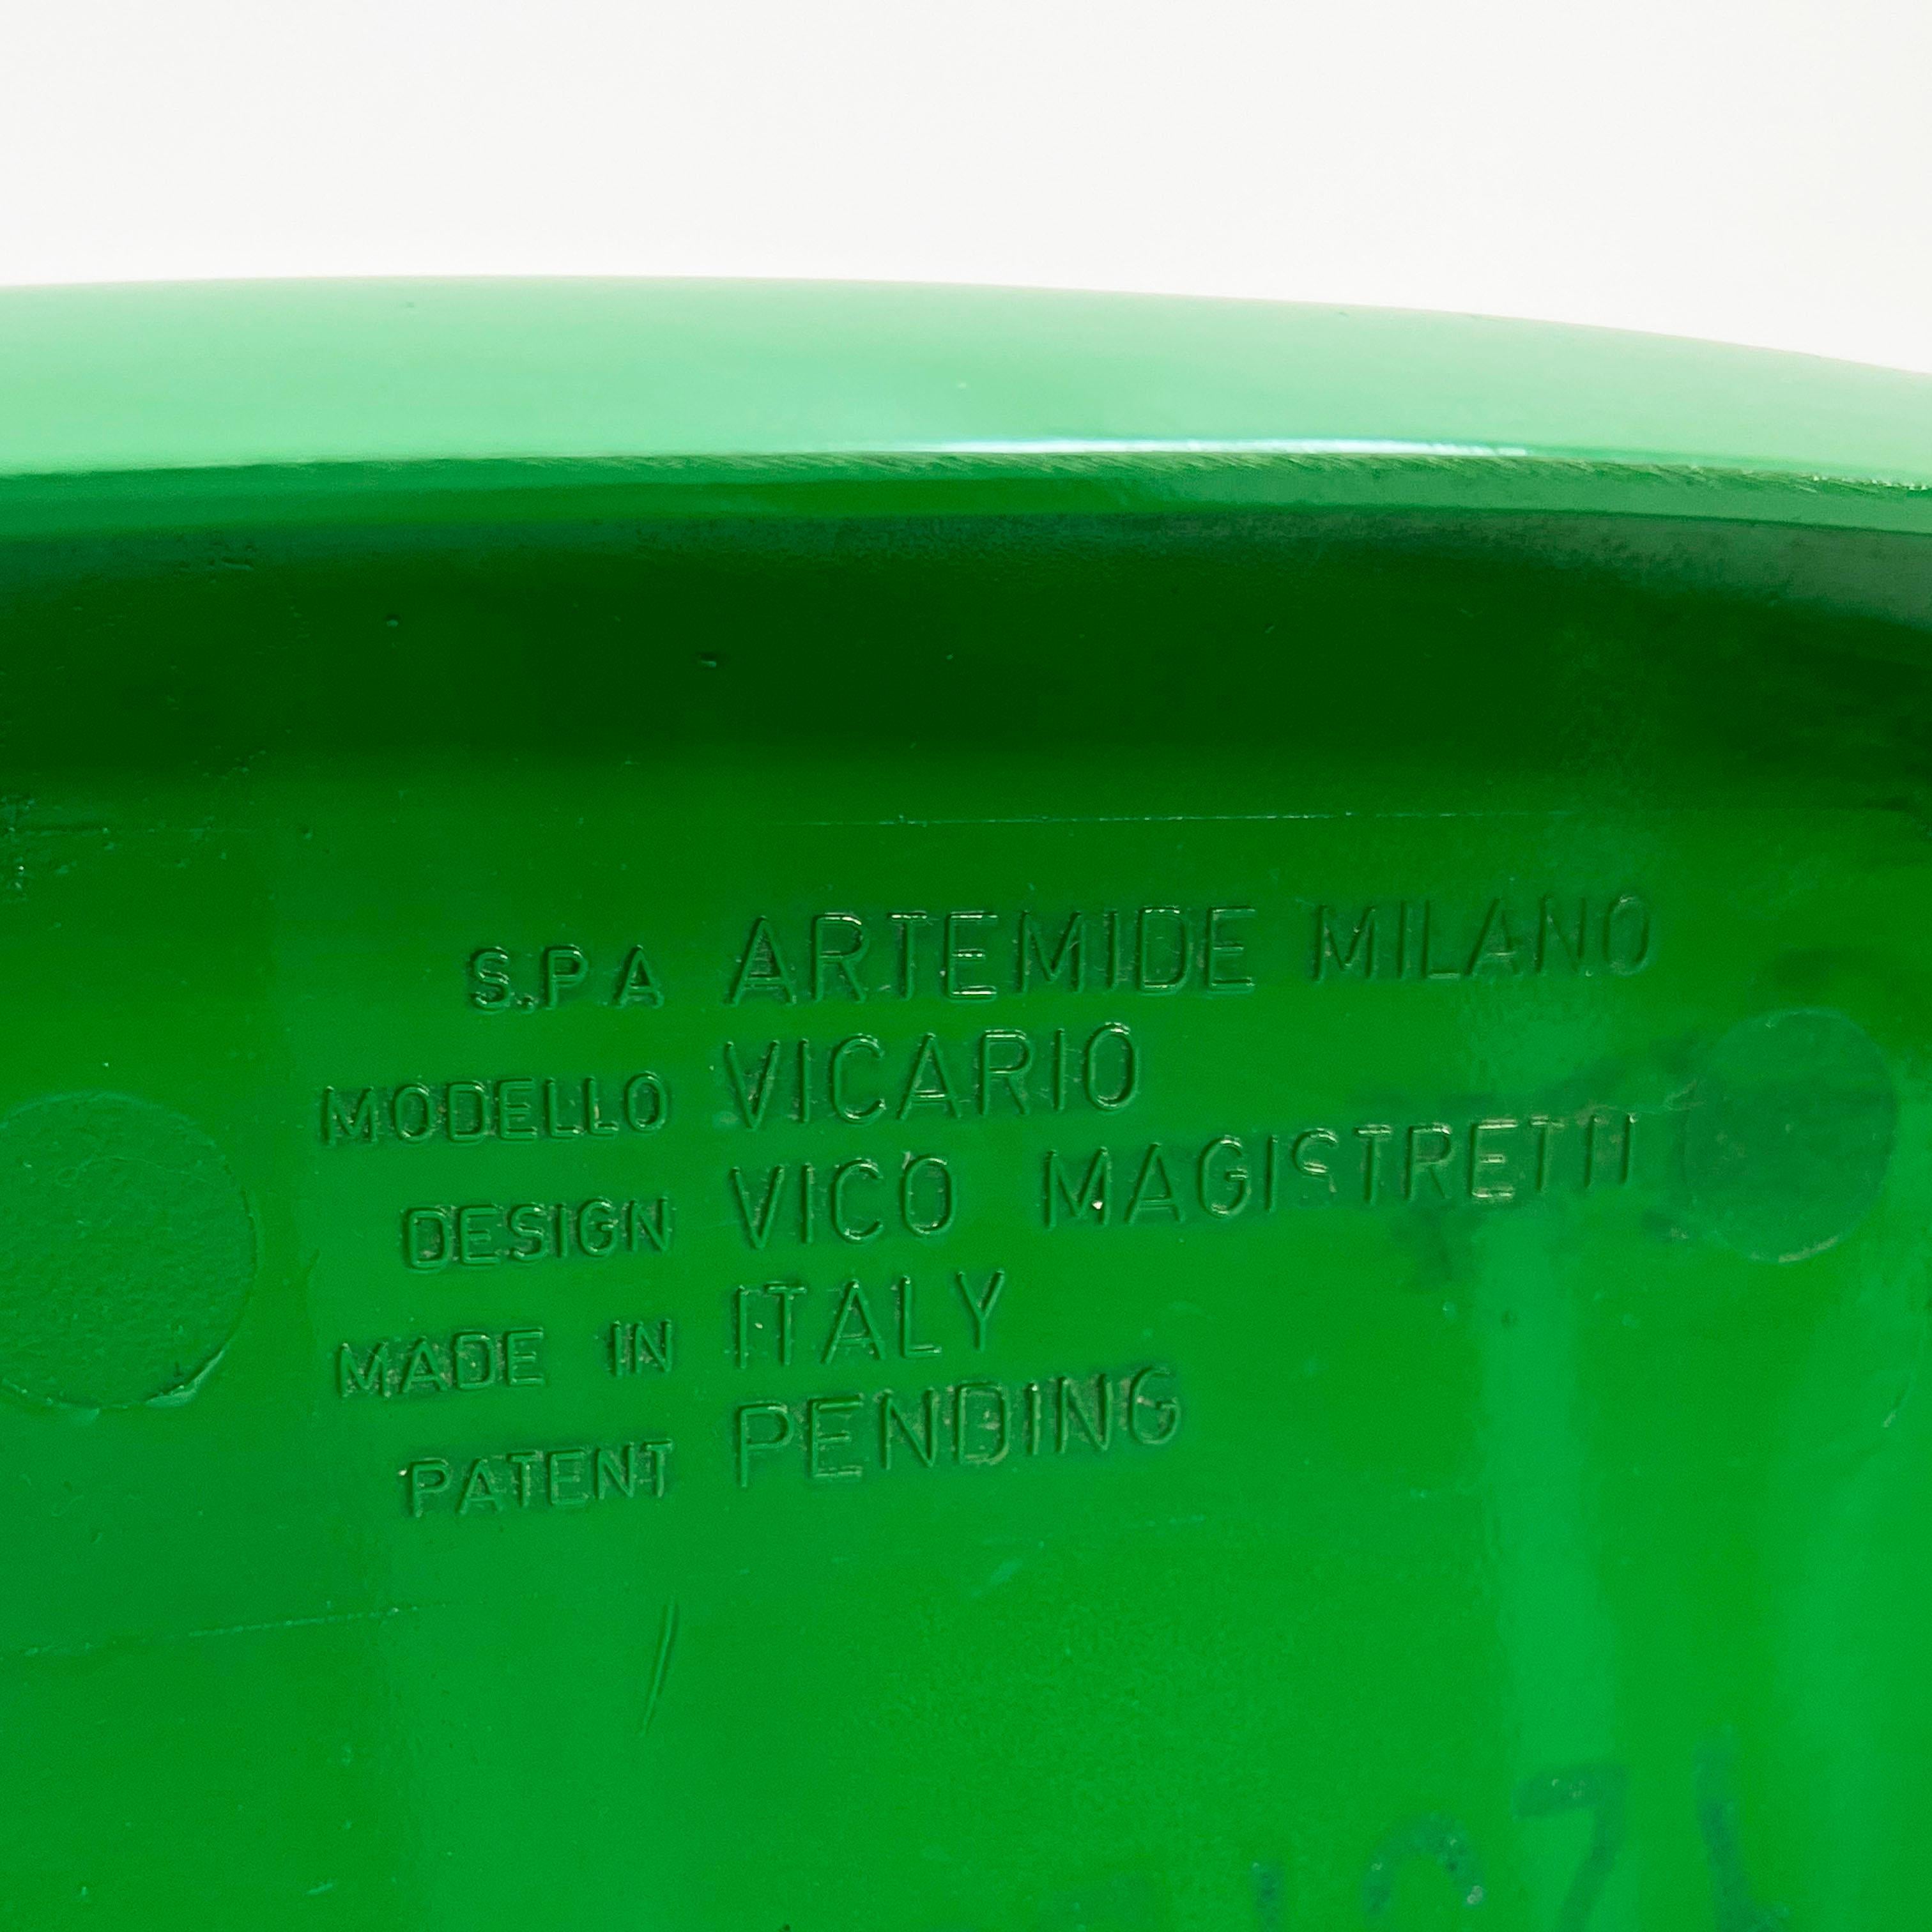 S.P.A ARTEMIDE MILANO
MODELLO VICARIO
DESIGN VICO MAGISTRETTI
MADE IN ITALY
PATENT PENDING